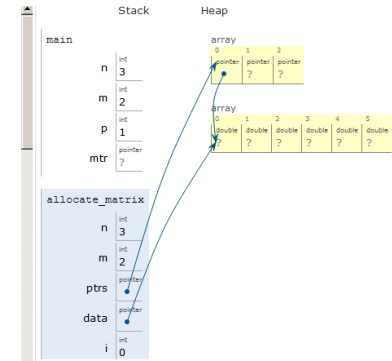 Stack Heap
main
n int 3
m int 2
p int 1
mtr pointer ?
array
0 1 2
pointer pointer pointer
? ?
array
0 1 2 3 4 5
double double double double double double
? ? ? ? ? ?
allocate_matrix
n int 3
m int 2
ptrs pointer
data pointer
i int 0